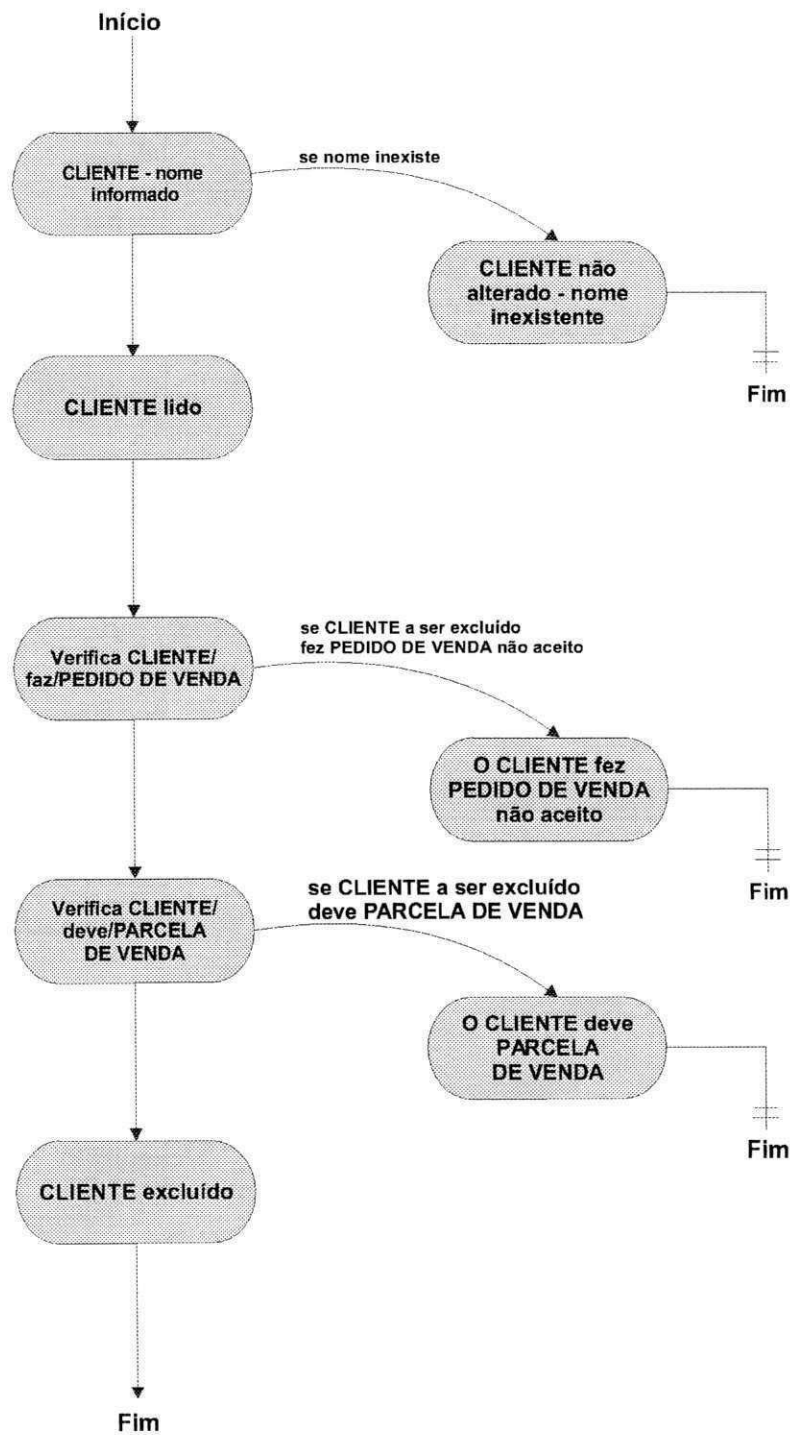 Início
CLIENTE - nome
informado
se nome inexiste
CLIENTE não
alterado - nome
inexistente
Fim
CLIENTE lido
Verifica CLIENTE/
faz/PEDIDO DE VENDA
se CLIENTE a ser excluído
fez PEDIDO DE VENDA não aceito
O CLIENTE fez
PEDIDO DE VENDA
não aceito
Fim
Verifica CLIENTE/
deve/PARCELA
DE VENDA
se CLIENTE a ser excluído
deve PARCELA DE VENDA
O CLIENTE deve
PARCELA
DE VENDA
Fim
CLIENTE excluído
Fim